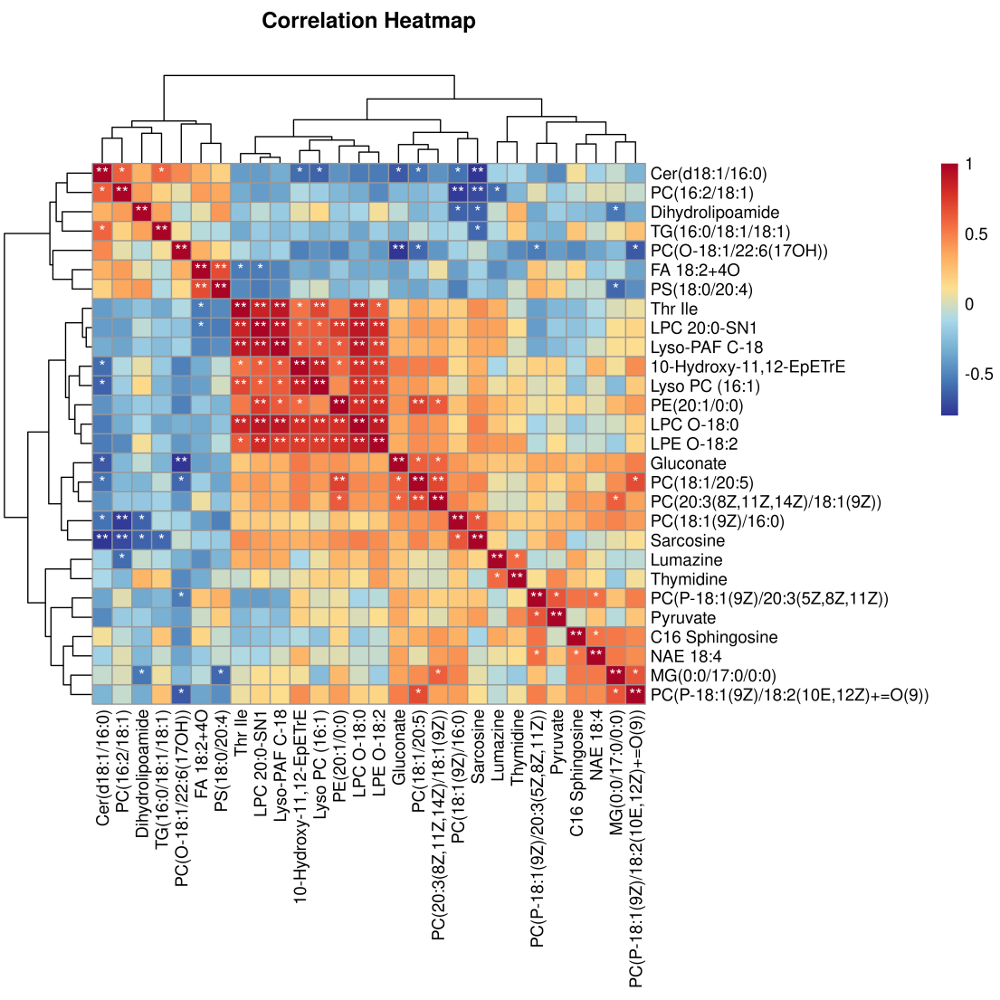 Correlation Heatmap
1
0.5
0
-0.5
Cer(d18:1/16:0)
PC(16:2/18:1)
Dihydrolipoamide
TG(16:0/18:1/18:1)
PC(O-18:1/22:6(17OH))
FA 18:2+4O
PS(18:0/20:4)
Thr Ile
LPC 20:0-SN1
Lyso-PAF C-18
10-Hydroxy-11,12-EpETrE
Lyso PC (16:1)
PE(20:1/0:0)
LPC O-18:0
LPE O-18:2
Gluconate
PC(18:1/20:5)
PC(20:3(8Z,11Z,14Z)/18:1(9Z))
PC(18:1(9Z)/16:0)
Sarcosine
Lumazine
Thymidine
PC(P-18:1(9Z)/20:3(5Z,8Z,11Z))
Pyruvate
C16 Sphingosine
NAE 18:4
MG(0:0/17:0/0:0)
PC(P-18:1(9Z)/18:2(10E,12Z)+=O(9))
Cer(d18:1/16:0)
PC(16:2/18:1)
Dihydrolipoamide
TG(16:0/18:1/18:1)
PC(O-18:1/22:6(17OH))
FA 18:2+4O
PS(18:0/20:4)
Thr Ile
LPC 20:0-SN1
Lyso-PAF C-18
10-Hydroxy-11,12-EpETrE
Lyso PC (16:1)
PE(20:1/0:0)
LPC O-18:0
LPE O-18:2
Gluconate
PC(18:1/20:5)
PC(20:3(8Z,11Z,14Z)/18:1(9Z))
PC(18:1(9Z)/16:0)
Sarcosine
Lumazine
Thymidine
PC(P-18:1(9Z)/20:3(5Z,8Z,11Z))
Pyruvate
C16 Sphingosine
NAE 18:4
MG(0:0/17:0/0:0)
PC(P-18:1(9Z)/18:2(10E,12Z)+=O(9))